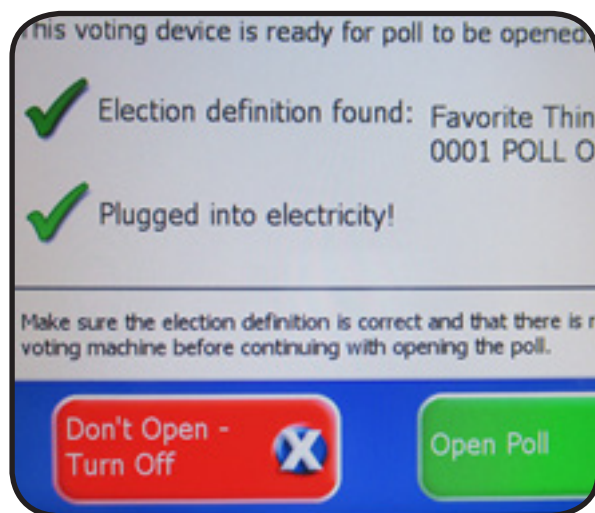 This voting device is ready for poll to be opened.
Election definition found: Favorite Thin
0001 POLL O
Plugged into electricity!
Make sure the election definition is correct and that there is
voting machine before continuing with opening the poll.
Don't Open -
Turn Off
X
Open Poll